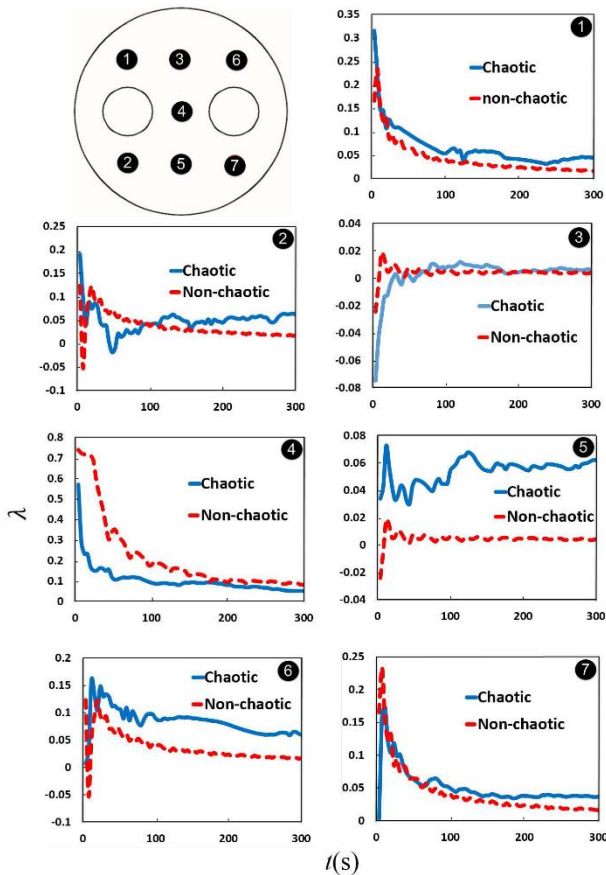 1 3 6
4
2 5 7
1
0.35
0.3
0.25
0.2
0.15
0.1
0.05
0
Chaotic
non-chaotic
0 100 200 300
2
0.25
0.2
0.15
0.1
0.05
0
-0.05
-0.1
Chaotic
Non-chaotic
0 100 200 300
3
0.04
0.02
0
-0.02
-0.04
-0.06
-0.08
Chaotic
Non-chaotic
0 100 200 300
4
0.8
0.7
0.6
0.5
0.4
0.3
0.2
0.1
0
Chaotic
Non-chaotic
0 100 200 300
λ
5
0.08
0.06
0.04
0.02
0
-0.02
-0.04
Chaotic
Non-chaotic
0 100 200 300
6
0.2
0.15
0.1
0.05
0
-0.05
-0.1
Chaotic
Non-chaotic
0 100 200 300
7
0.25
0.2
0.15
0.1
0.05
0
Chaotic
Non-chaotic
0 100 200 300
t(s)